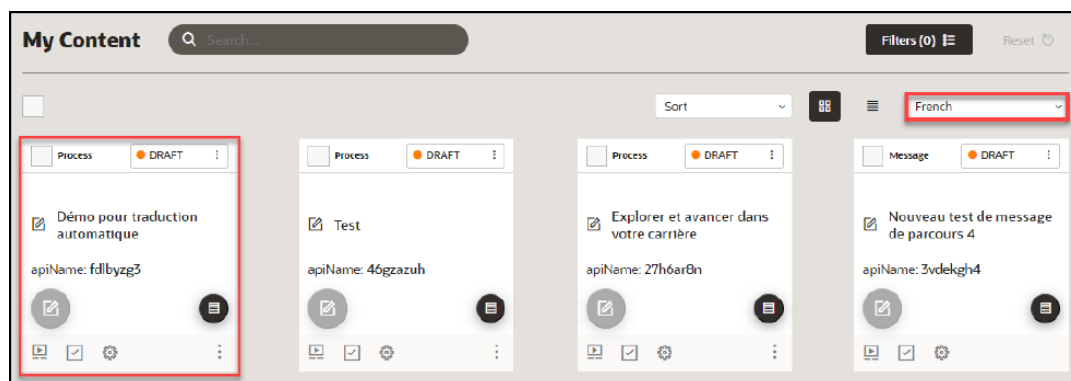 My Content
Search...
Filters (0)
Reset
Sort
French
Process
DRAFT
Démo pour traduction
automatique
apiName: fdlbyzg3
Process
DRAFT
Test
apiName: 46gzazuh
Process
DRAFT
Explorer et avancer dans
votre carrière
apiName: 27h6ar8n
Message
DRAFT
Nouveau test de message
de parcours 4
apiName: 3vdekgh4